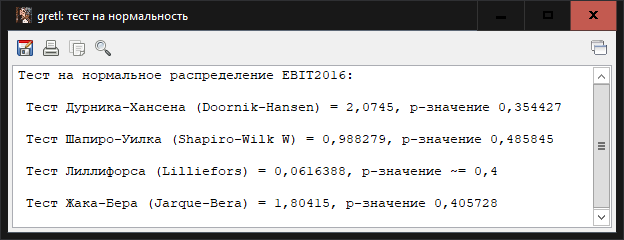 gretl: тест на нормальность
Тест на нормальное распределение EBIT2016:
Тест Дурника-Хансена (Doornik-Hansen) = 2,0745, p-значение 0,354427
Тест Шапиро-Уилка (Shapiro-Wilk W) = 0,988279, p-значение 0,485845
Тест Лиллифорса (Lilliefors) = 0,0616388, p-значение ~= 0,4
Тест Жака-Бера (Jarque-Bera) = 1,80415, p-значение 0,405728